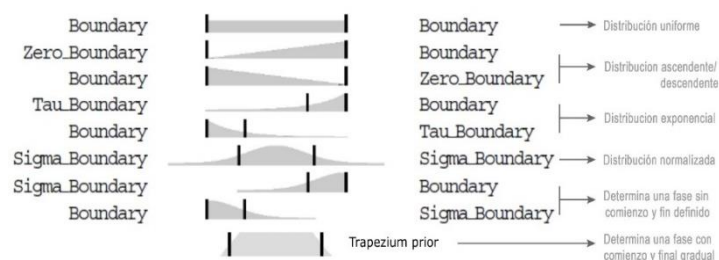 Boundary Boundary Distribución uniforme
Zero_Boundary Boundary
Distribucion ascendente/
descendente
Boundary Zero_Boundary
Tau_Boundary Boundary
Distribucion exponencial
Boundary Tau_Boundary
Sigma_Boundary Sigma_Boundary Distribución normalizada
Sigma_Boundary Boundary
Determina una fase sin
comienzo y fin definido
Boundary Sigma_Boundary
Trapezium prior Determina una fase con
comienzo y final gradual